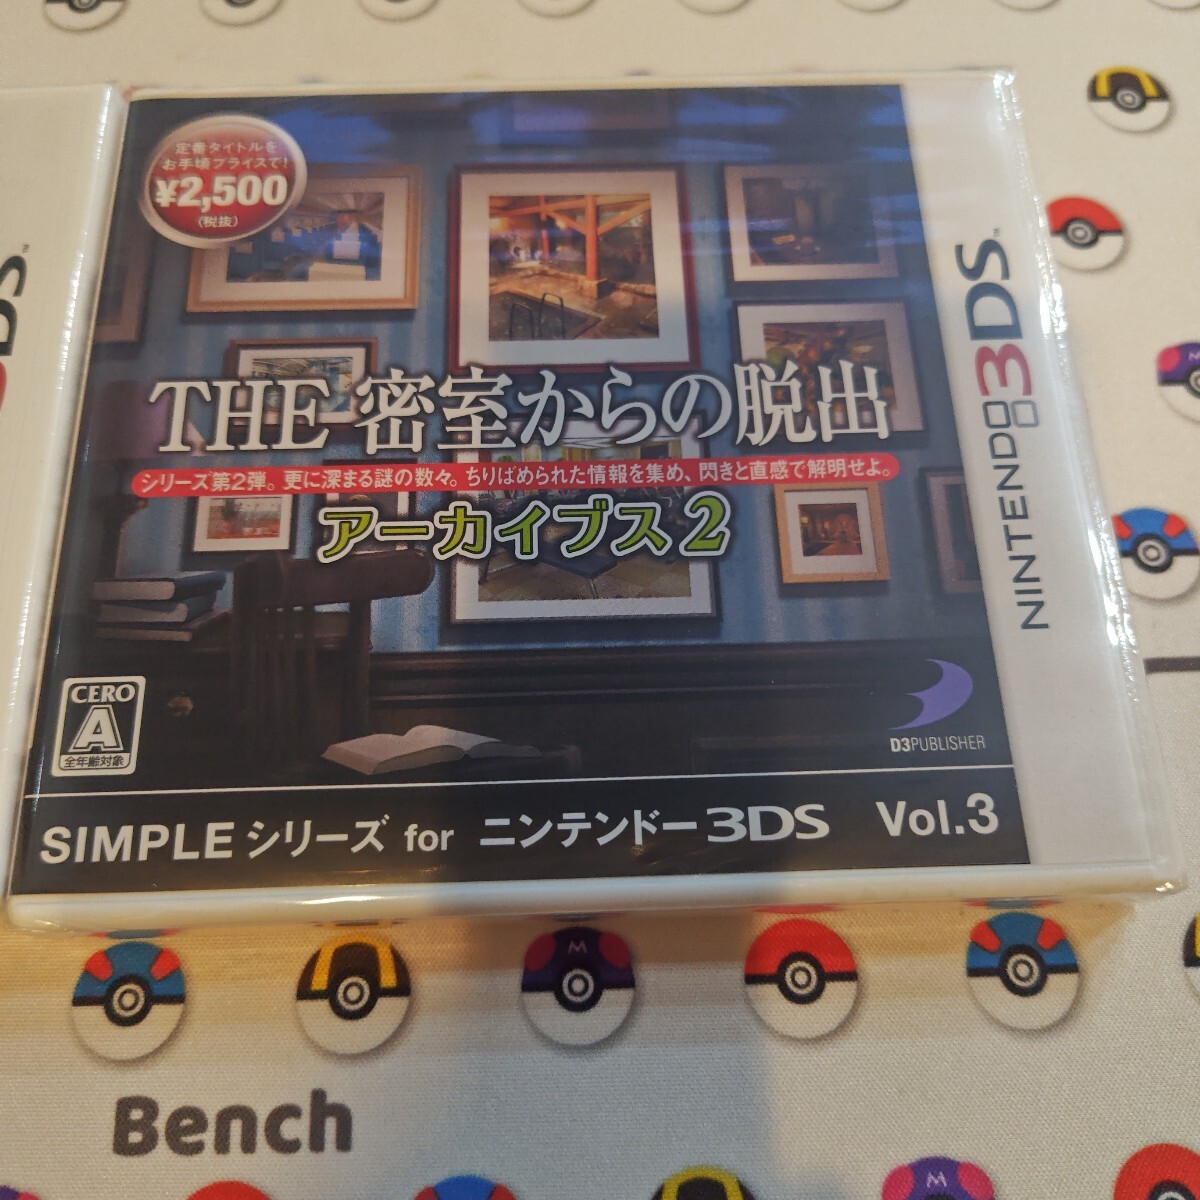 定番タイトルを
お手頃プライスで!
¥2,500
(税抜)
THE 密室からの脱出
シリーズ第2弾。更に深まる謎の数々。ちりばめられた情報を集め、閃きと直感で解明せよ。
アーカイブス2
CERO
A
全年齢対象
D3PUBLISHER
SIMPLEシリーズ for ニンテンドー3DS Vol.3
NINTENDO3DS™
3DS™
M
M
M
Bench
M